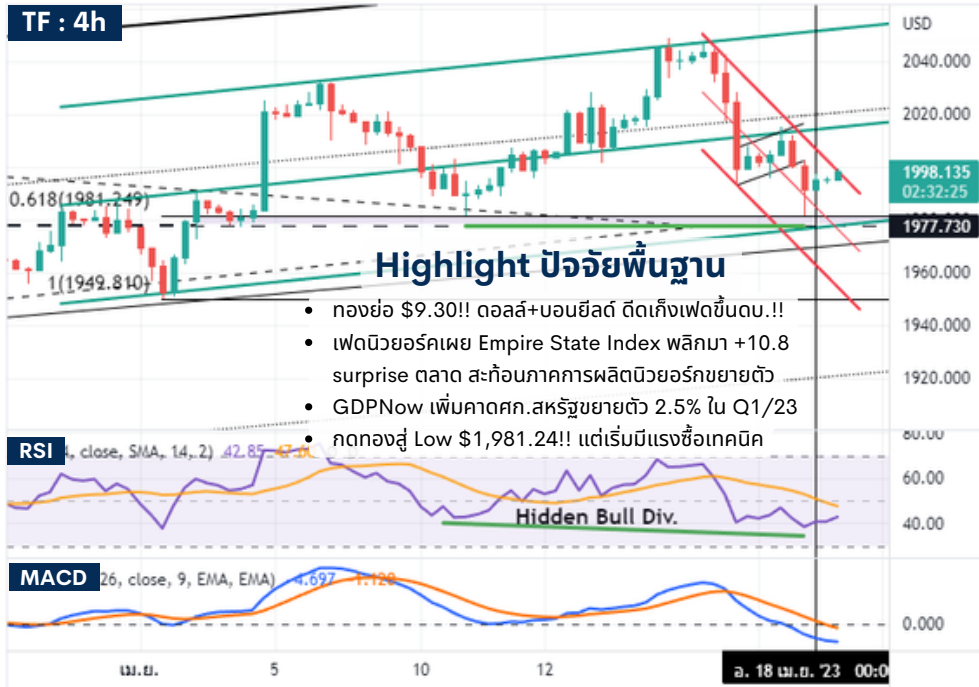 TF : 4h
USD
2040.000
2020.000
1998.135
02:32:25
1977.730
1960.000
1940.000
1920.000
0.618(1981.249)
1(1949.810)
Highlight ปัจจัยพื้นฐาน
• ทองย่อ $9.30!! ดอลล์+บอนยีลด์ ดีดเก็งเฟดขึ้นดบ.!!
• เฟดนิวยอร์คเผย Empire State Index พลิกมา +10.8
surprise ตลาด สะท้อนภาคการผลิตนิวยอร์กขยายตัว
• GDPNow เพิ่มคาดศก.สหรัฐขยายตัว 2.5% ใน Q1/23
• กดทองสู่ Low $1,981.24!! แต่เริ่มมีแรงซื้อเทคนิค
RSI
, close, SMA, 14, 2) 42.85
80.00
60.00
40.00
Hidden Bull Div.
MACD
26, close, 9, EMA, EMA) -4.697 -1.128
0.000
เม.ย. 5 10 12 อ. 18 เม.ย. '23 00:0